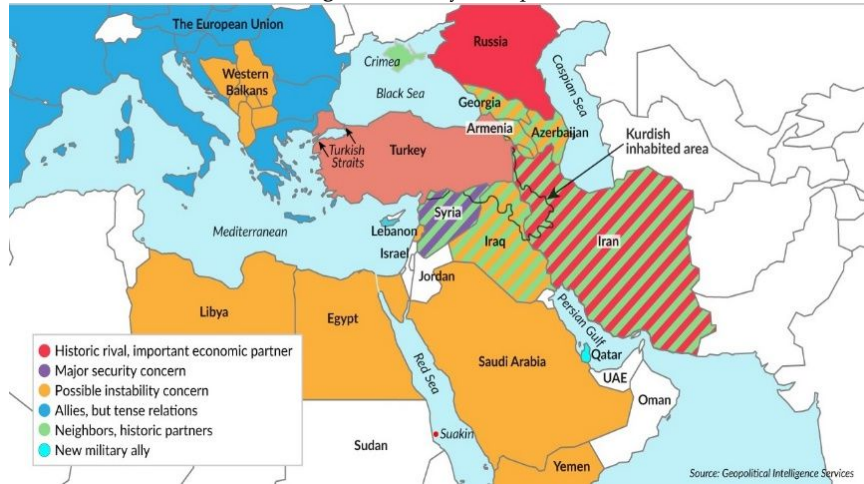 The European Union
Russia
Crimea
Western
Balkans
Black Sea
Caspian Sea
Georgia
Armenia
Azerbaijan
Kurdish
inhabited area
Turkish
Straits
Turkey
Syria
Mediterranean
Lebanon
Iraq
Iran
Israel
Jordan
Libya
Egypt
Persian Gulf
Qatar
Saudi Arabia
UAE
Red Sea
Oman
Sudan
Suakin
Yemen
Historic rival, important economic partner
Major security concern
Possible instability concern
Allies, but tense relations
Neighbors, historic partners
New military ally
Source: Geopolitical Intelligence Services